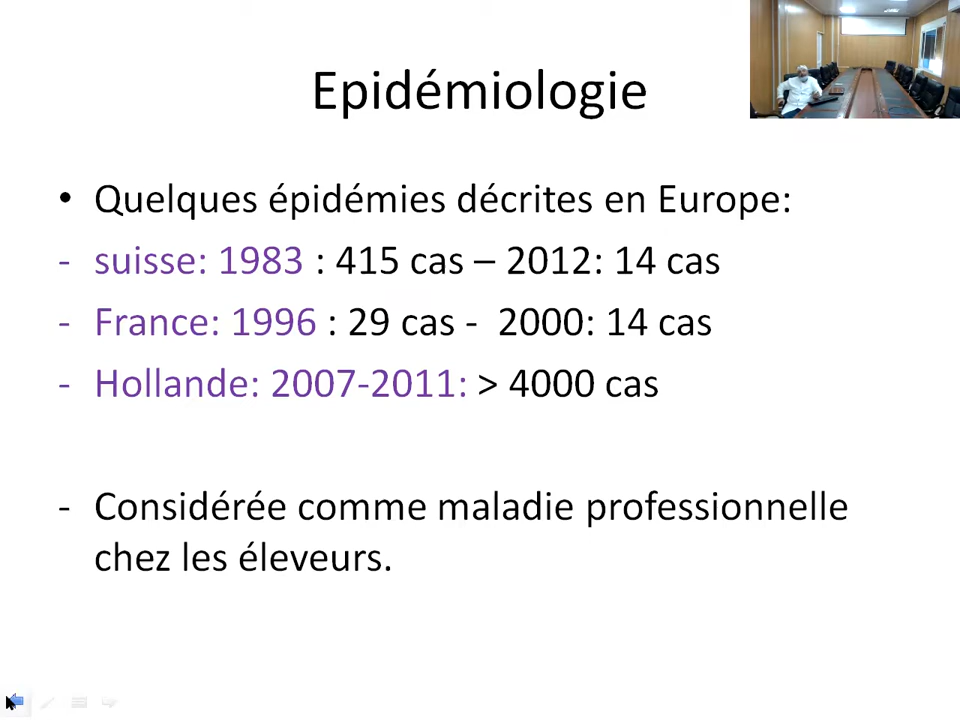 Epidémiologie
• Quelques épidémies décrites en Europe:
- suisse: 1983 : 415 cas – 2012: 14 cas
- France: 1996 : 29 cas - 2000: 14 cas
- Hollande: 2007-2011: > 4000 cas
- Considérée comme maladie professionnelle
chez les éleveurs.